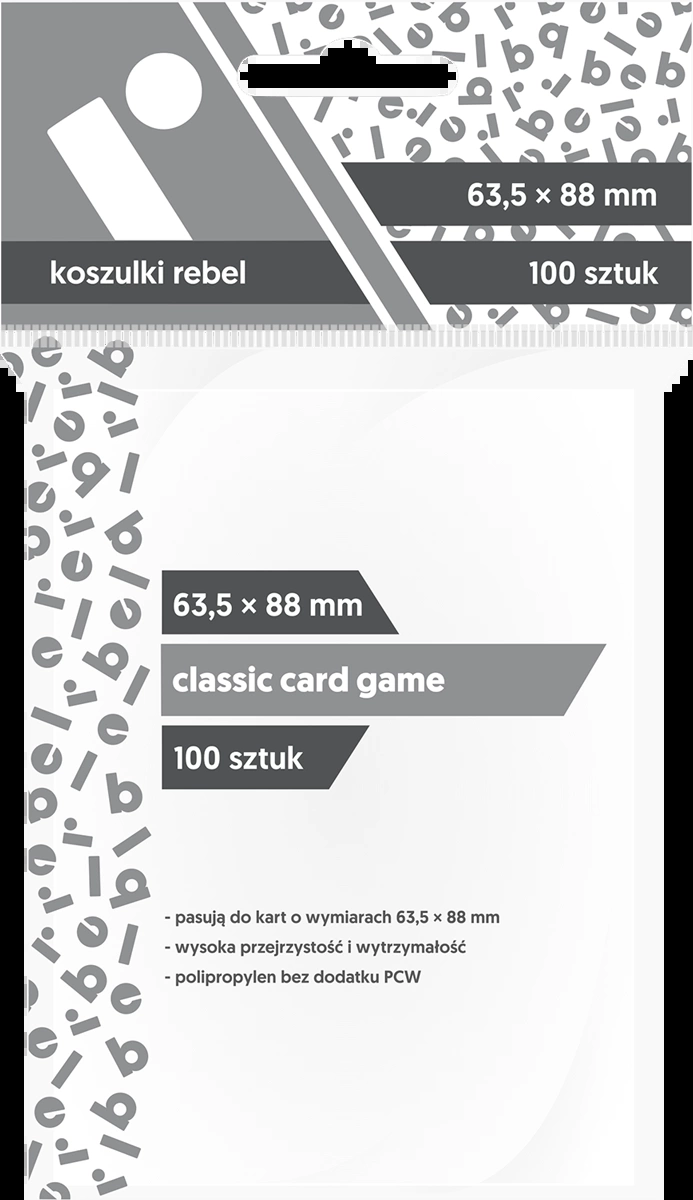 63,5 × 88 mm
koszulki rebel
100 sztuk
63,5 × 88 mm
classic card game
100 sztuk
- pasują do kart o wymiarach 63,5 × 88 mm
- wysoka przejrzystość i wytrzymałość
- polipropylen bez dodatku PCW